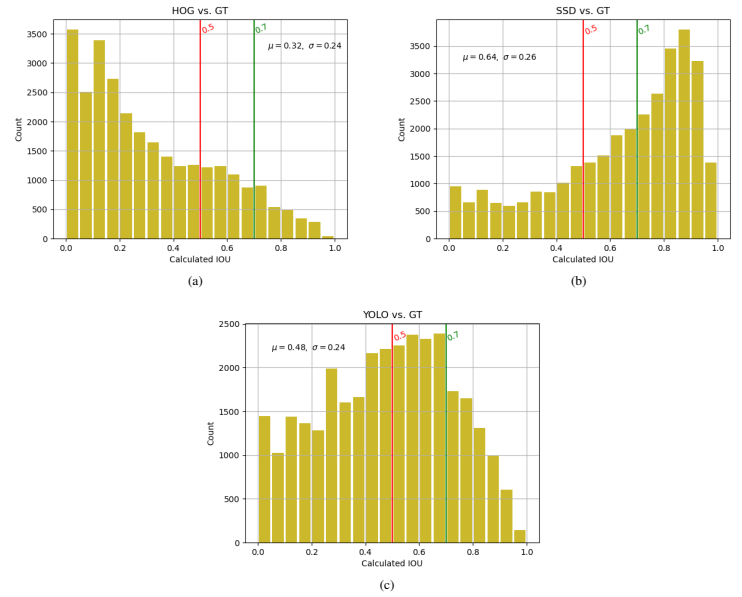 HOG vs. GT
0.5
0.7
μ = 0.32, σ = 0.24
3500
3000
2500
2000
1500
1000
500
0
Count
0.0 0.2 0.4 0.6 0.8 1.0
Calculated IOU
(a)
SSD vs. GT
0.5
0.7
μ = 0.64, σ = 0.26
3500
3000
2500
2000
1500
1000
500
0
Count
0.0 0.2 0.4 0.6 0.8 1.0
Calculated IOU
(b)
YOLO vs. GT
0.5
0.7
μ = 0.48, σ = 0.24
2500
2000
1500
1000
500
0
Count
0.0 0.2 0.4 0.6 0.8 1.0
Calculated IOU
(c)